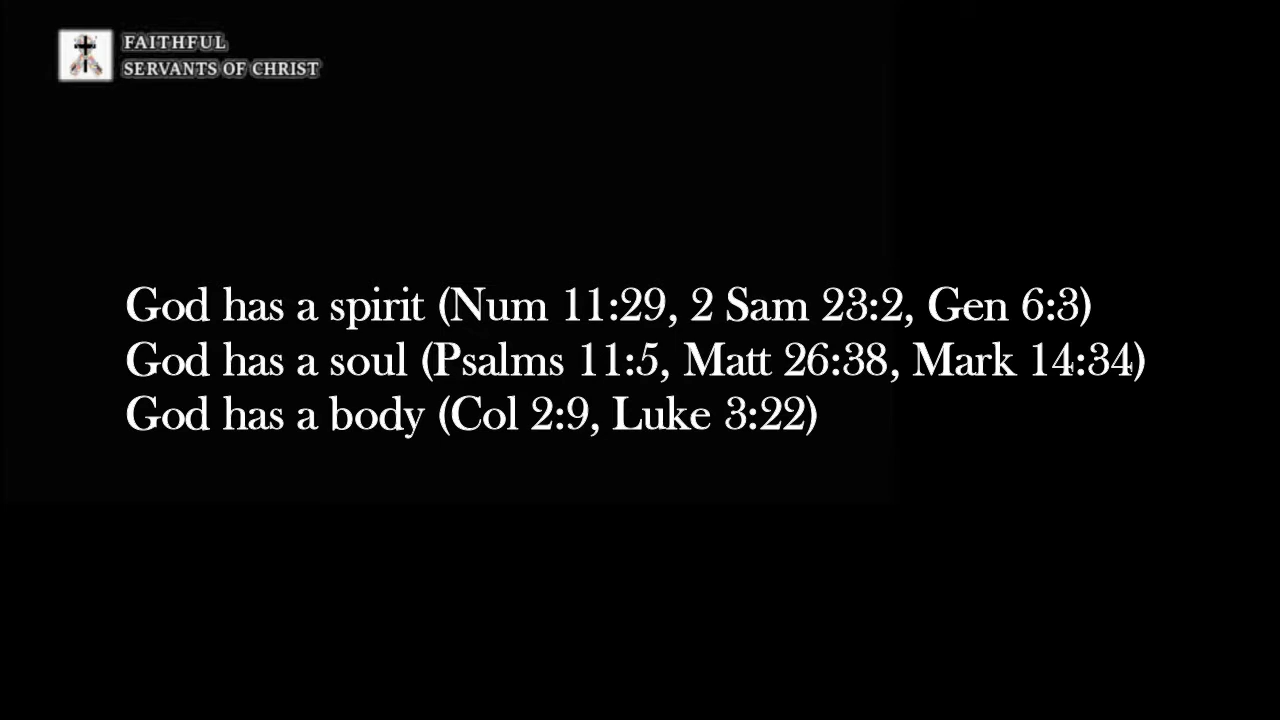 FAITHFUL
SERVANTS OF CHRIST
God has a spirit (Num 11:29, 2 Sam 23:2, Gen 6:3)
God has a soul (Psalms 11:5, Matt 26:38, Mark 14:34)
God has a body (Col 2:9, Luke 3:22)